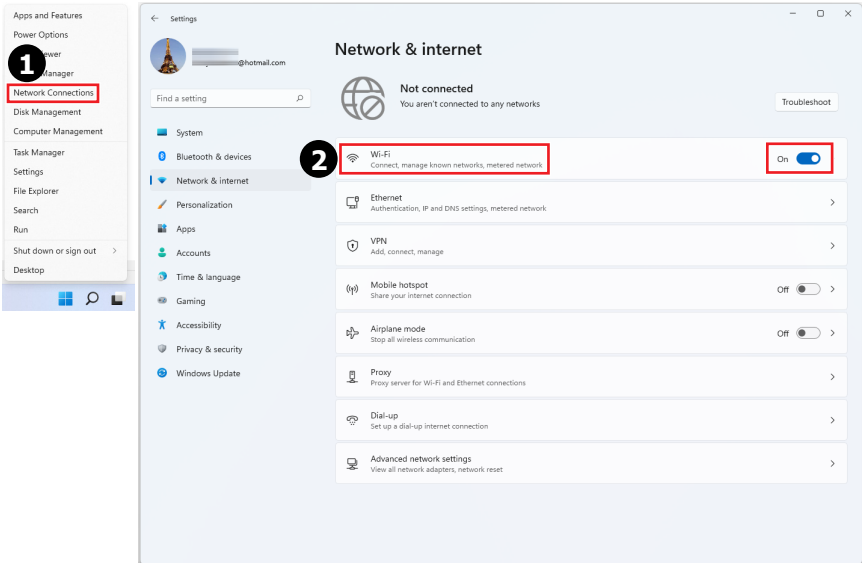 Apps and Features
Power Options
ewer
1
Manager
Network Connections
Disk Management
Computer Management
Task Manager
Settings
File Explorer
Search
Run
Shut down or sign out
Desktop
Settings
@hotmail.com
Find a setting
System
Bluetooth & devices
Network & internet
Personalization
Apps
Accounts
Time & language
Gaming
Accessibility
Privacy & security
Windows Update
Network & internet
Not connected
You aren't connected to any networks
Troubleshoot
2
Wi-Fi
Connect, manage known networks, metered network
On
Ethernet
Authentication, IP and DNS settings, metered network
VPN
Add, connect, manage
Mobile hotspot
Share your internet connection
Off
Airplane mode
Stop all wireless communication
Off
Proxy
Proxy server for Wi-Fi and Ethernet connections
Dial-up
Set up a dial-up internet connection
Advanced network settings
View all network adapters, network reset